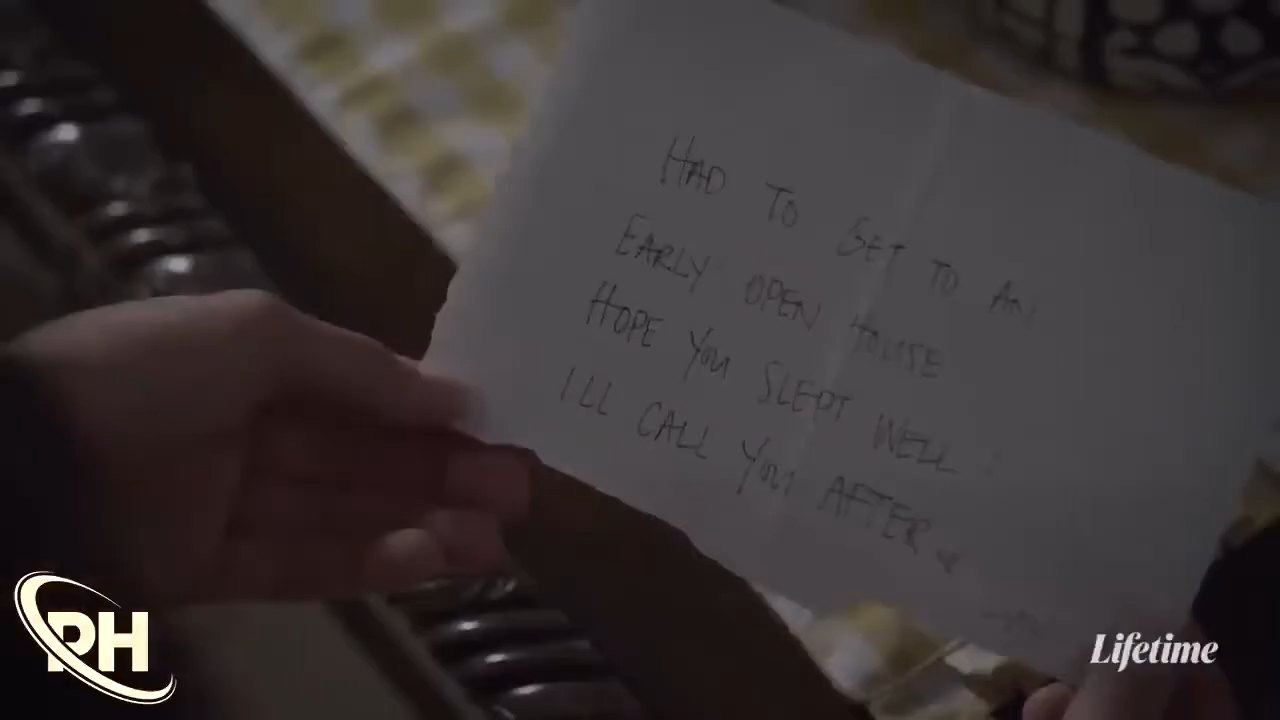 HAD TO GET TO AN
EARLY OPEN HOUSE
HOPE YOU SLEPT WELL!
I'LL CALL YOU AFTER
PH
Lifetime